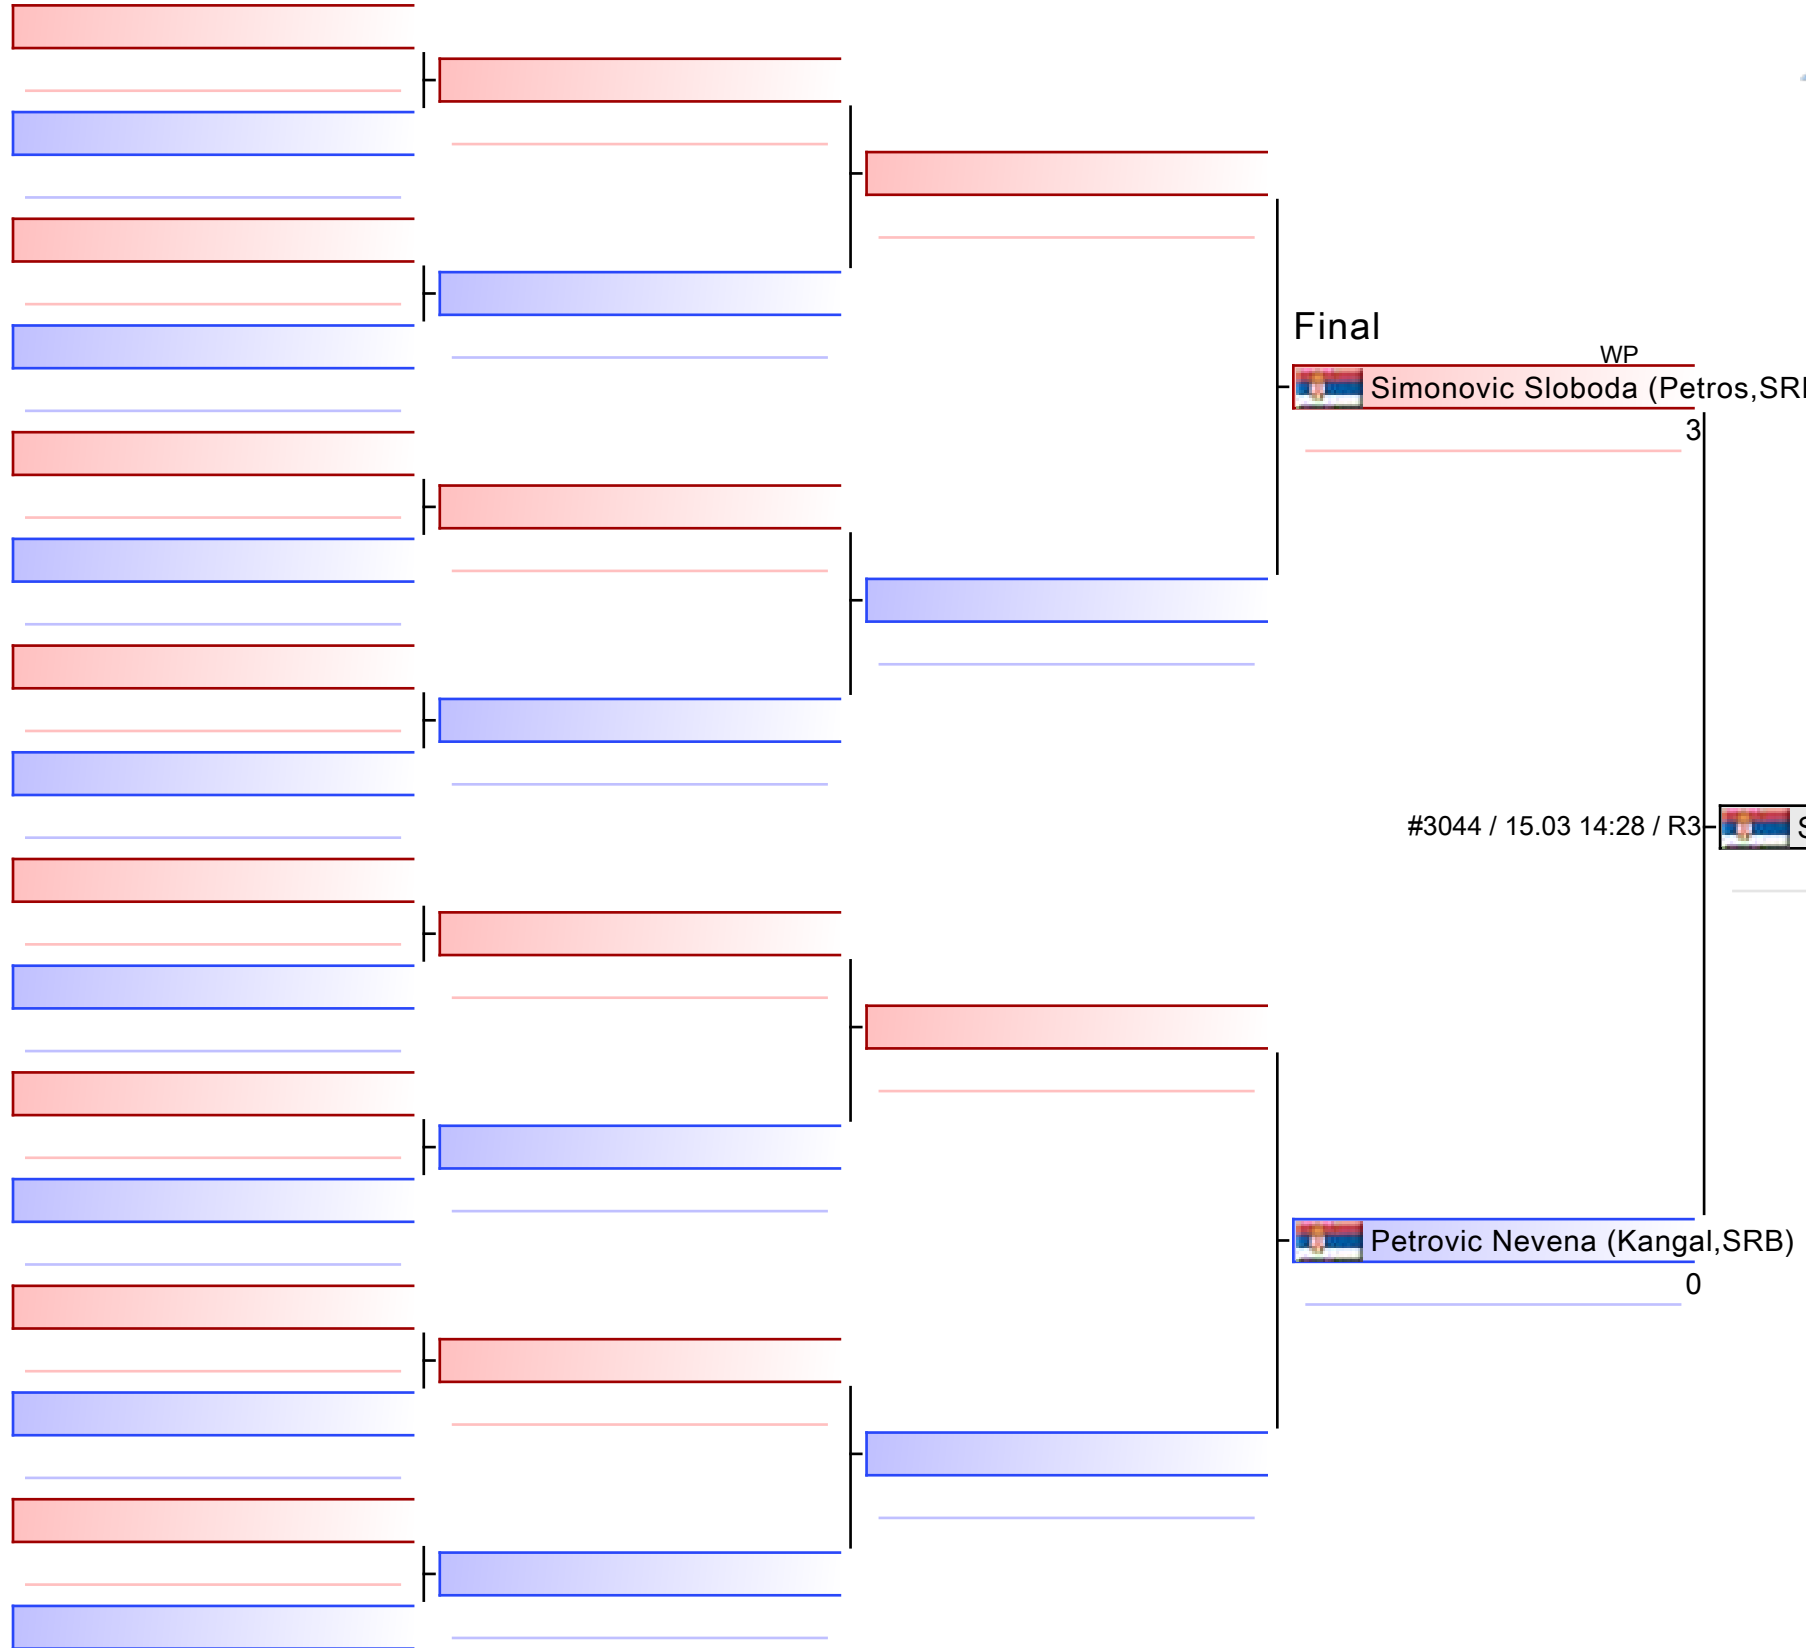 Final
WP
Simonovic Sloboda (Petros,SR
3
#3044 / 15.03 14:28 / R3
S
Petrovic Nevena (Kangal,SRB)
0